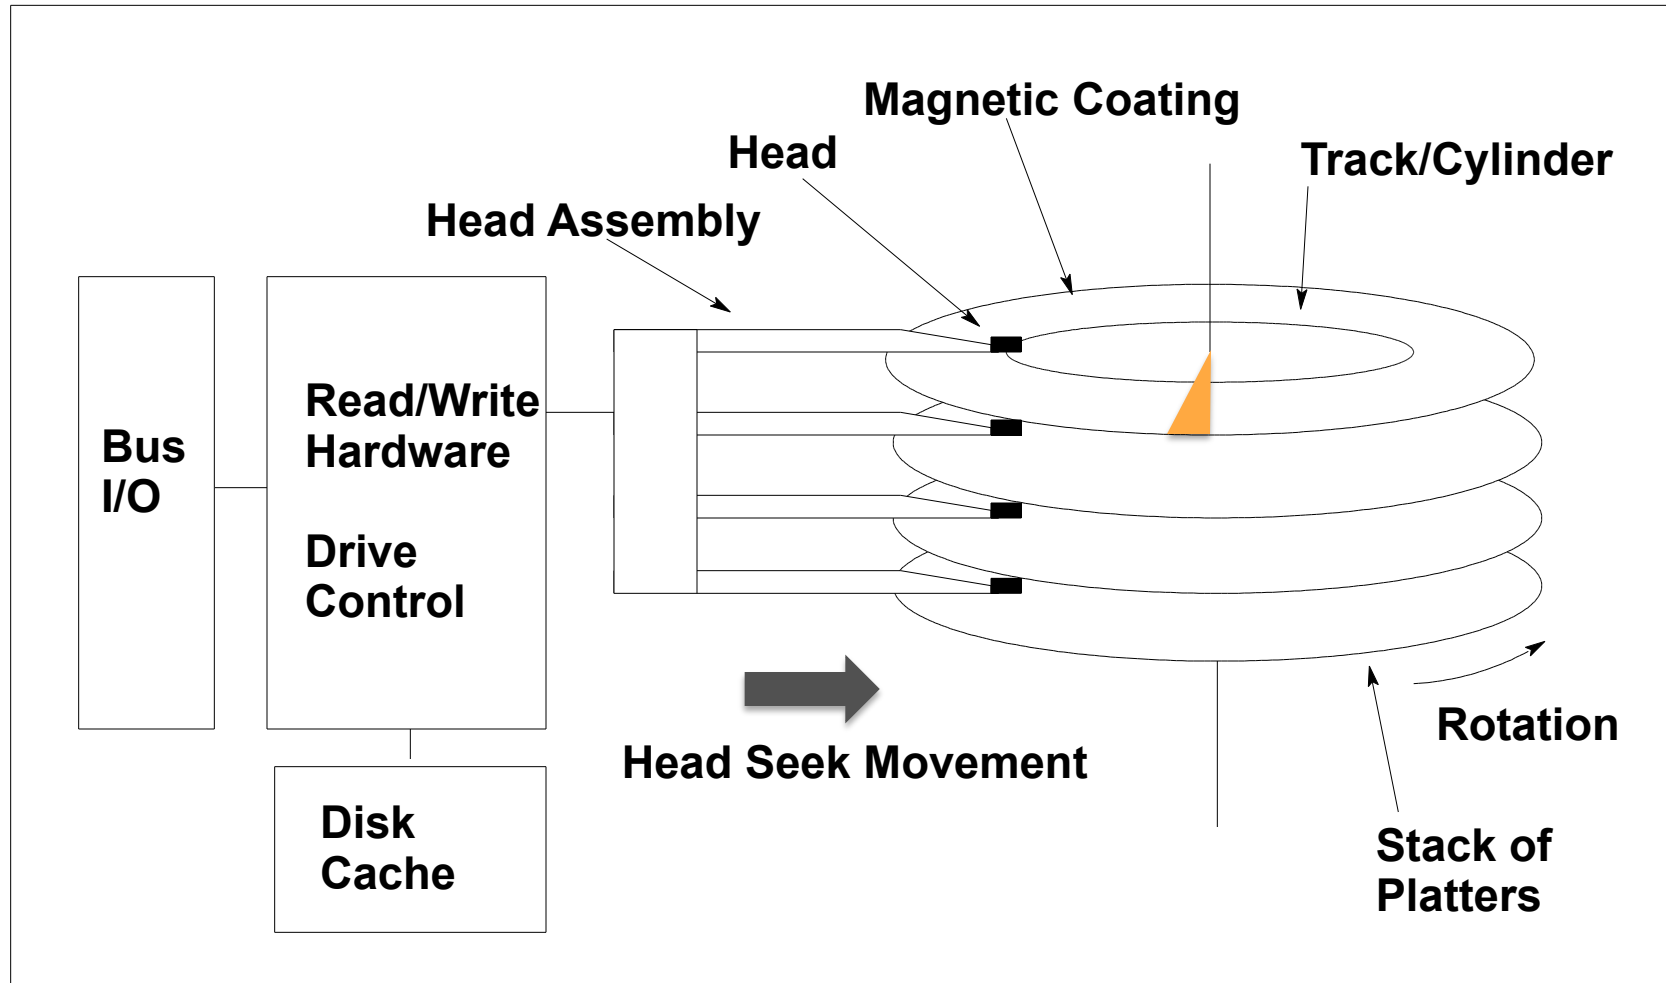 Magnetic Coating
Head
Track/Cylinder
Head Assembly
Bus
I/O
Read/Write
Hardware
Drive
Control
Head Seek Movement
Rotation
Disk
Cache
Stack of
Platters